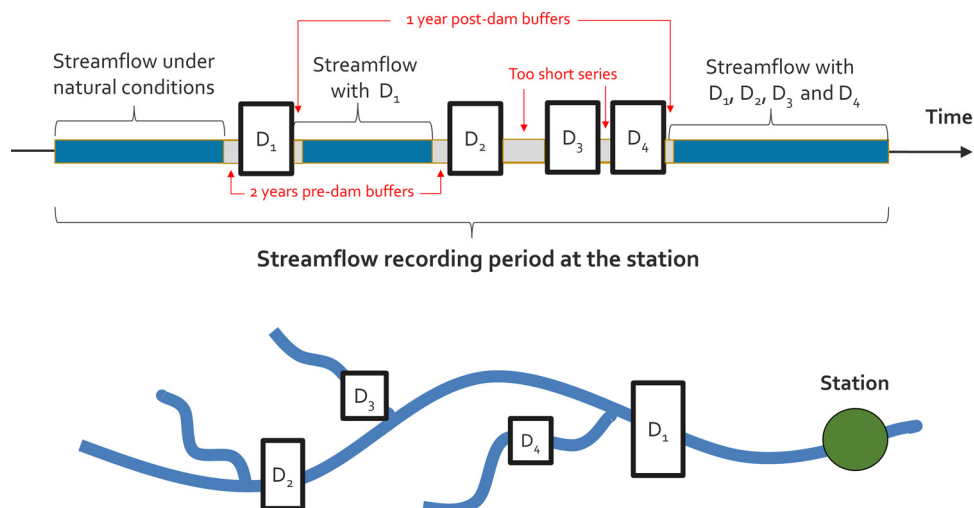 1 year post-dam buffers
Streamflow under
natural conditions
Streamflow
with D₁
Too short series
Streamflow with
D₁, D₂, D₃ and D₄
Time
D₁
D₂
D₃
D₄
2 years pre-dam buffers
Streamflow recording period at the station
D₃
Station
D₄
D₁
D₂